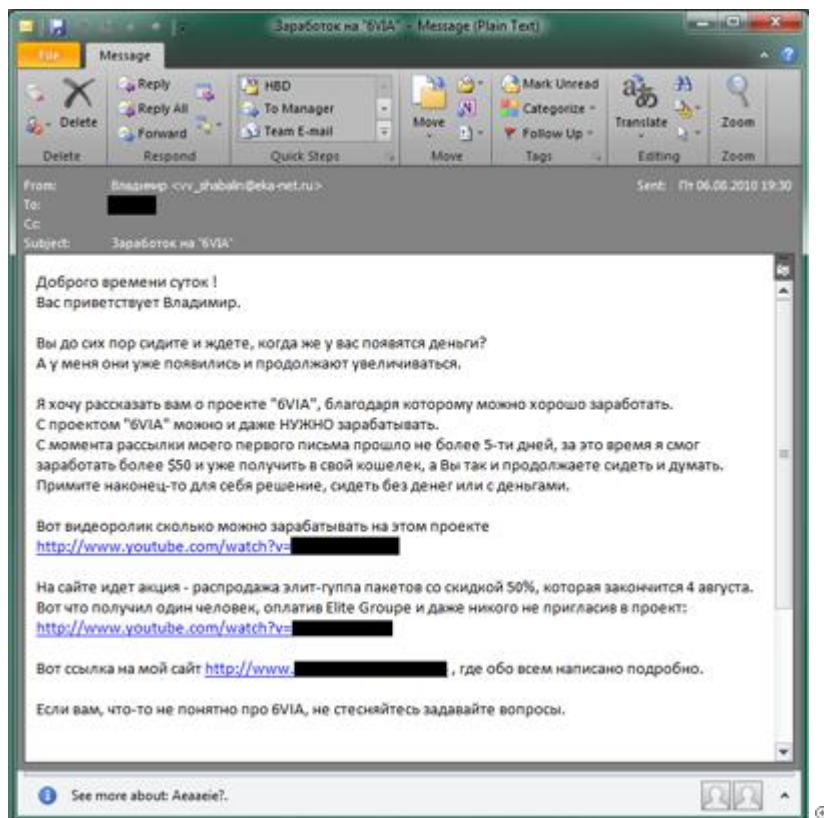 Заработок на "6VIA" - Message (Plain Text)
File Message
Delete
Reply
Reply All
Forward
HBD
To Manager
Team E-mail
Move
Mark Unread
Categorize
Follow Up
Translate
Zoom
Delete Respond Quick Steps Move Tags Editing Zoom
From: Владимир <vv_shabalin@eka-net.ru> Sent: Пт 06.08.2010 19:30
To:
Cc:
Subject: Заработок на "6VIA"
Доброго времени суток !
Вас приветствует Владимир.
Вы до сих пор сидите и ждете, когда же у вас появятся деньги?
А у меня они уже появились и продолжают увеличиваться.
Я хочу рассказать вам о проекте "6VIA", благодаря которому можно хорошо заработать.
С проектом "6VIA" можно и даже НУЖНО зарабатывать.
С момента рассылки моего первого письма прошло не более 5-ти дней, за это время я смог
заработать более $50 и уже получить в свой кошелек, а Вы так и продолжаете сидеть и думать.
Примите наконец-то для себя решение, сидеть без денег или с деньгами.
Вот видеоролик сколько можно зарабатывать на этом проекте
http://www.youtube.com/watch?v=
На сайте идет акция - распродажа элит-гуппа пакетов со скидкой 50%, которая закончится 4 августа.
Вот что получил один человек, оплатив Elite Groupe и даже никого не пригласив в проект:
http://www.youtube.com/watch?v=
Вот ссылка на мой сайт http://www. , где обо всем написано подробно.
Если вам, что-то не понятно про 6VIA, не стесняйтесь задавайте вопросы.
See more about: Aeaaeie?.